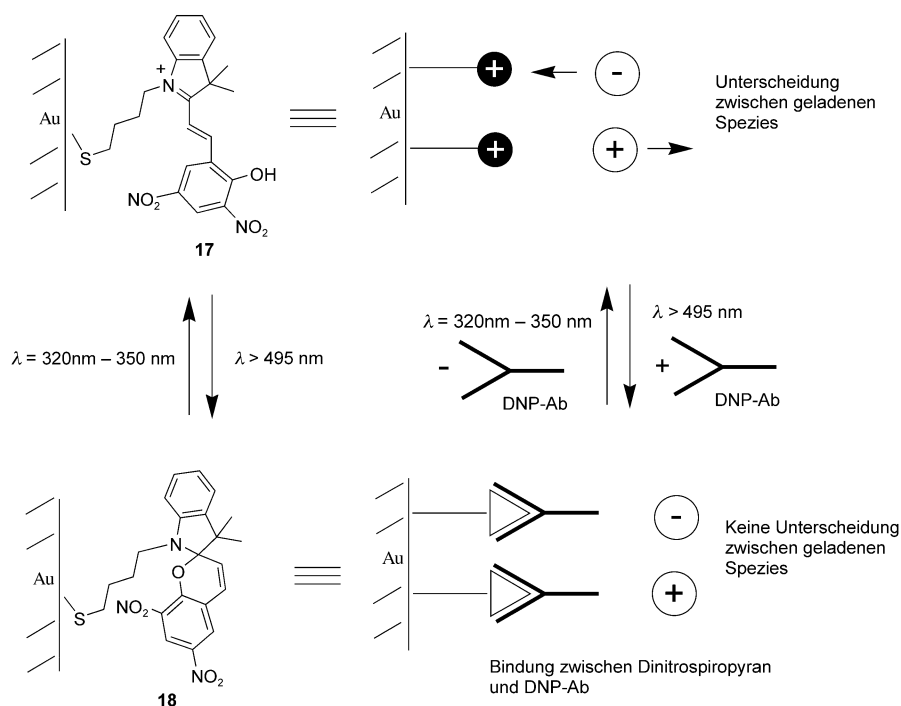 Au
S
N
+
OH
NO2
NO2
17
Au
+
-
+
+
Unterscheidung
zwischen geladenen
Spezies
λ = 320nm – 350 nm
λ > 495 nm
λ = 320nm – 350 nm
λ > 495 nm
-
DNP-Ab
+
DNP-Ab
Au
S
N
O
NO2
NO2
18
Au
-
+
Keine Unterscheidung
zwischen geladenen
Spezies
Bindung zwischen Dinitrospiropyran
und DNP-Ab